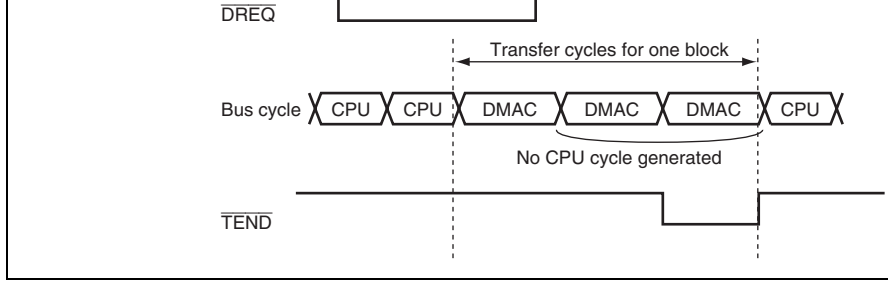 DREQ
Transfer cycles for one block
Bus cycle CPU CPU DMAC DMAC DMAC CPU
No CPU cycle generated
TEND